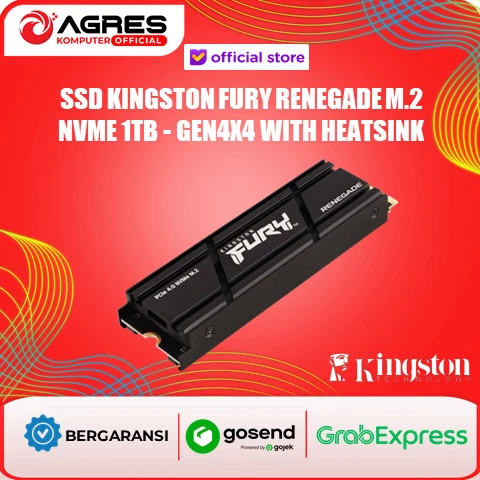 AGRES
KOMPUTER OFFICIAL
official store
SSD KINGSTON FURY RENEGADE M.2
NVME 1TB - GEN4X4 WITH HEATSINK
KINGSTON
FURY
RENEGADE
PCIe 4.0 NVMe M.2
Kingston
TECHNOLOGY
BERGARANSI
gosend
Powered by gojek
GrabExpress